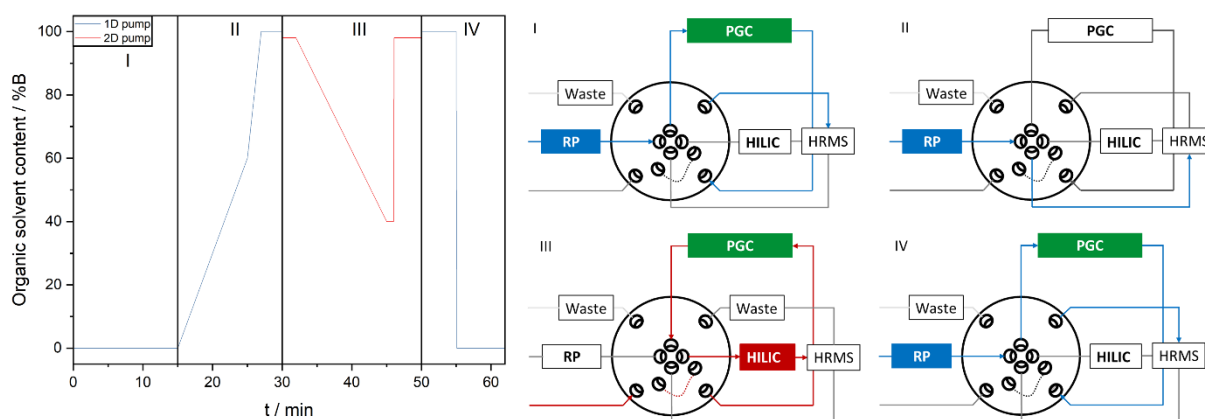 1D pump
2D pump
I
II
III
IV
100
80
60
40
20
0
Organic solvent content / %B
0
10
20
30
40
50
60
t / min
I
PGC
Waste
RP
HILIC
HRMS
II
PGC
Waste
RP
HILIC
HRMS
III
PGC
Waste
Waste
RP
HILIC
HRMS
IV
PGC
Waste
RP
HILIC
HRMS